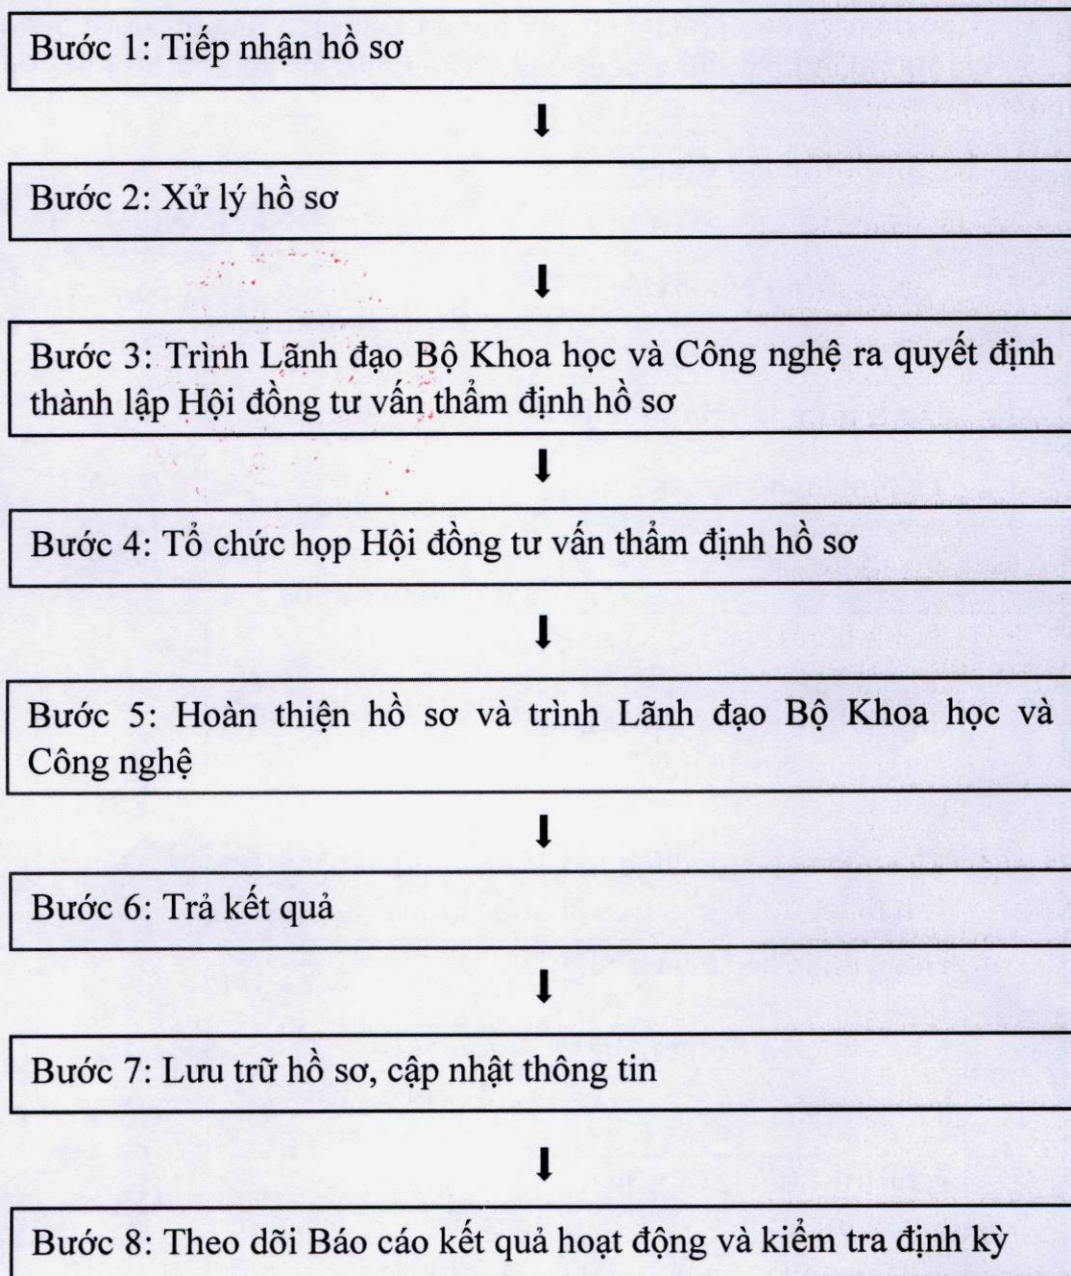 Bước 1: Tiếp nhận hồ sơ
Bước 2: Xử lý hồ sơ
Bước 3: Trình Lãnh đạo Bộ Khoa học và Công nghệ ra quyết định
thành lập Hội đồng tư vấn thẩm định hồ sơ
Bước 4: Tổ chức họp Hội đồng tư vấn thẩm định hồ sơ
Bước 5: Hoàn thiện hồ sơ và trình Lãnh đạo Bộ Khoa học và
Công nghệ
Bước 6: Trả kết quả
Bước 7: Lưu trữ hồ sơ, cập nhật thông tin
Bước 8: Theo dõi Báo cáo kết quả hoạt động và kiểm tra định kỳ